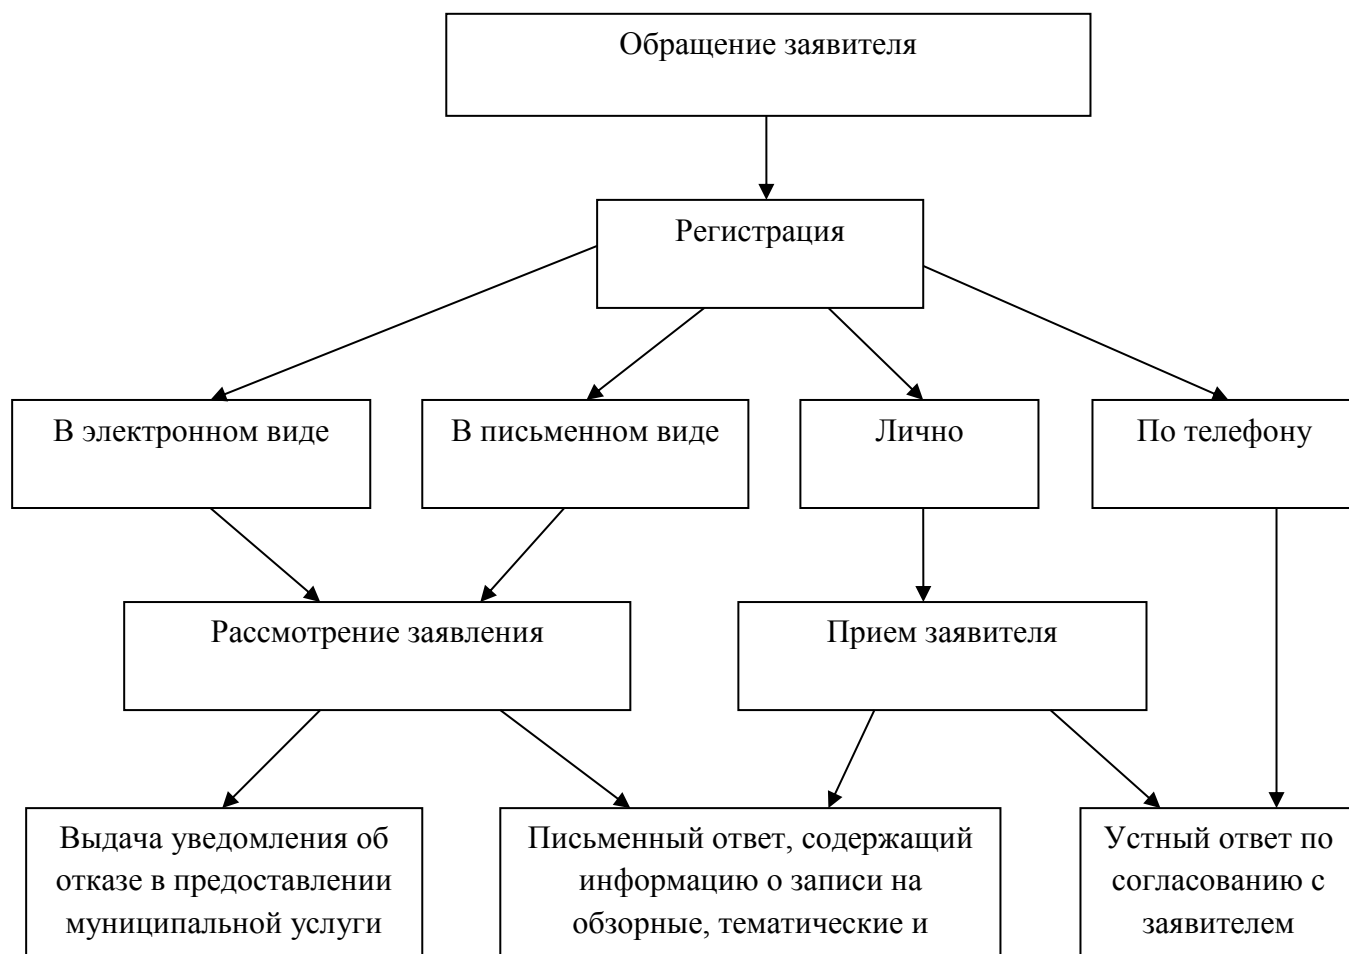 Обращение заявителя
Регистрация
В электронном виде
В письменном виде
Лично
По телефону
Рассмотрение заявления
Прием заявителя
Выдача уведомления об
отказе в предоставлении
муниципальной услуги
Письменный ответ, содержащий
информацию о записи на
обзорные, тематические и
Устный ответ по
согласованию с
заявителем